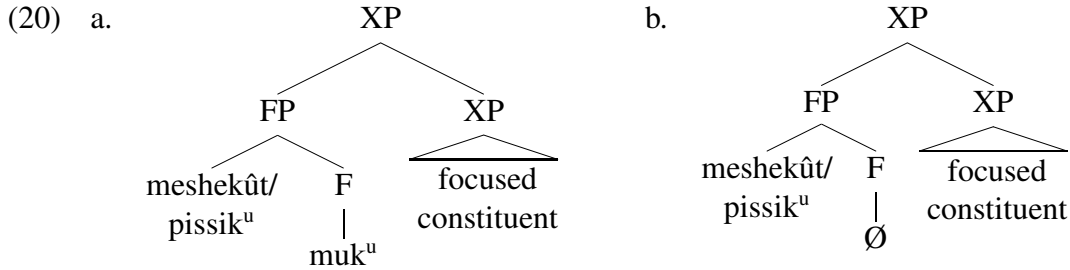 (20) a. XP b. XP
FP XP FP XP
meshekût/ F focused meshekût/ F focused
pissikᵘ constituent pissikᵘ constituent
mukᵘ Ø